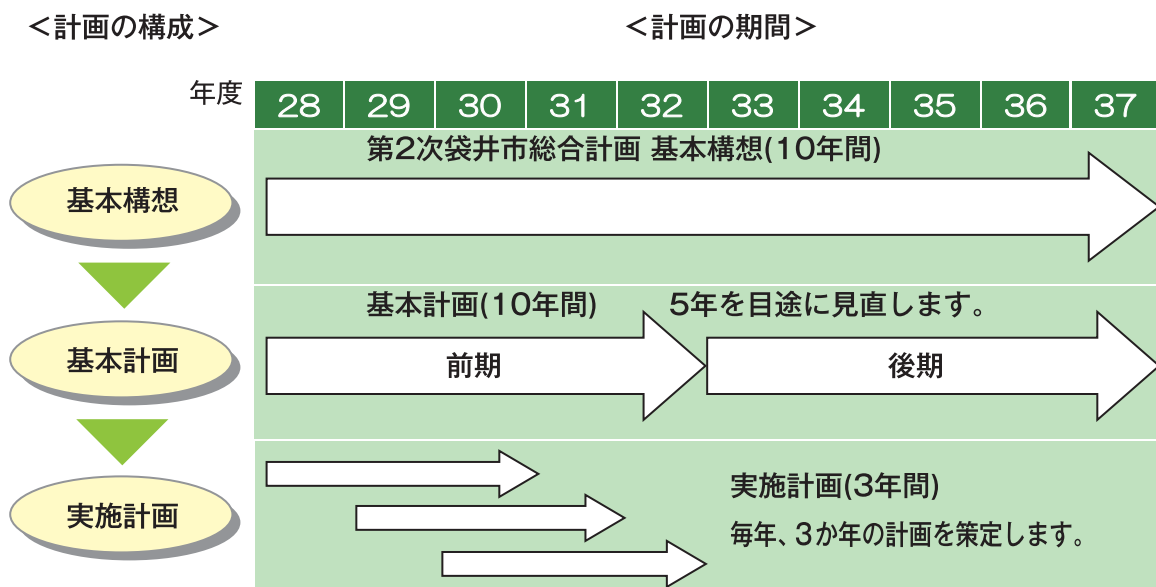 ＜計画の構成＞
＜計画の期間＞
年度 28 29 30 31 32 33 34 35 36 37
基本構想
第2次袋井市総合計画 基本構想(10年間)
基本計画
基本計画(10年間) 5年を目途に見直します。
前期 後期
実施計画
実施計画(3年間)
毎年、3か年の計画を策定します。